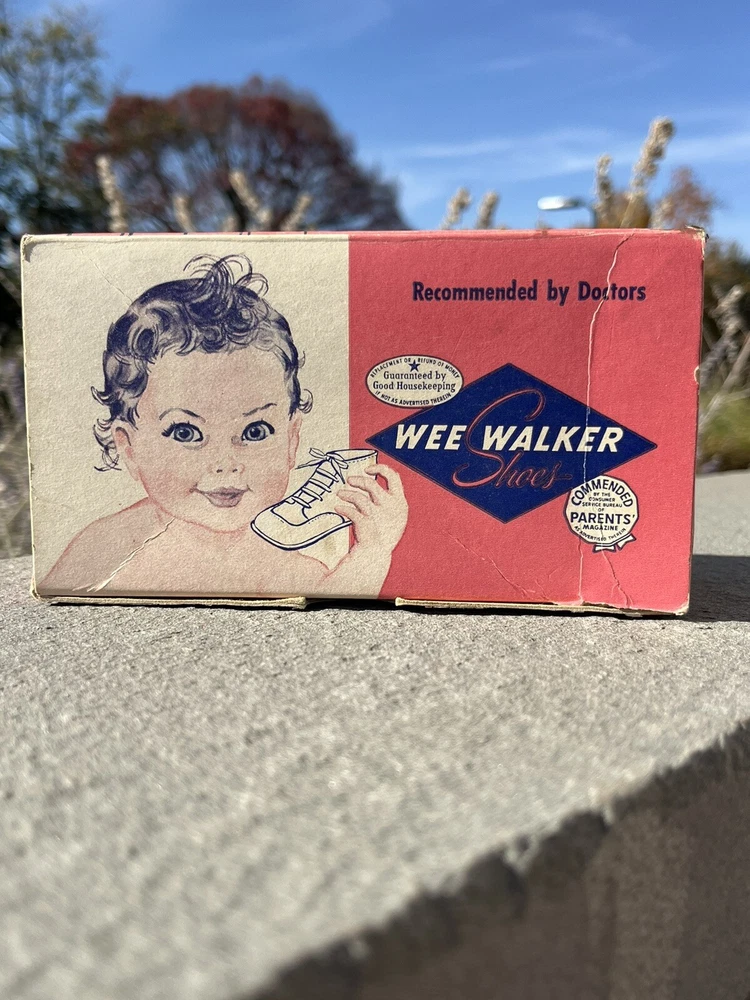 Recommended by Doctors
REPLACEMENT OR REFUND OF MONEY
Guaranteed by
Good Housekeeping
IF NOT AS ADVERTISED THEREIN
WEE WALKER
Shoes
COMMENDED
BY THE
CONSUMER
SERVICE BUREAU
OF
PARENTS'
MAGAZINE
AS ADVERTISED THEREIN